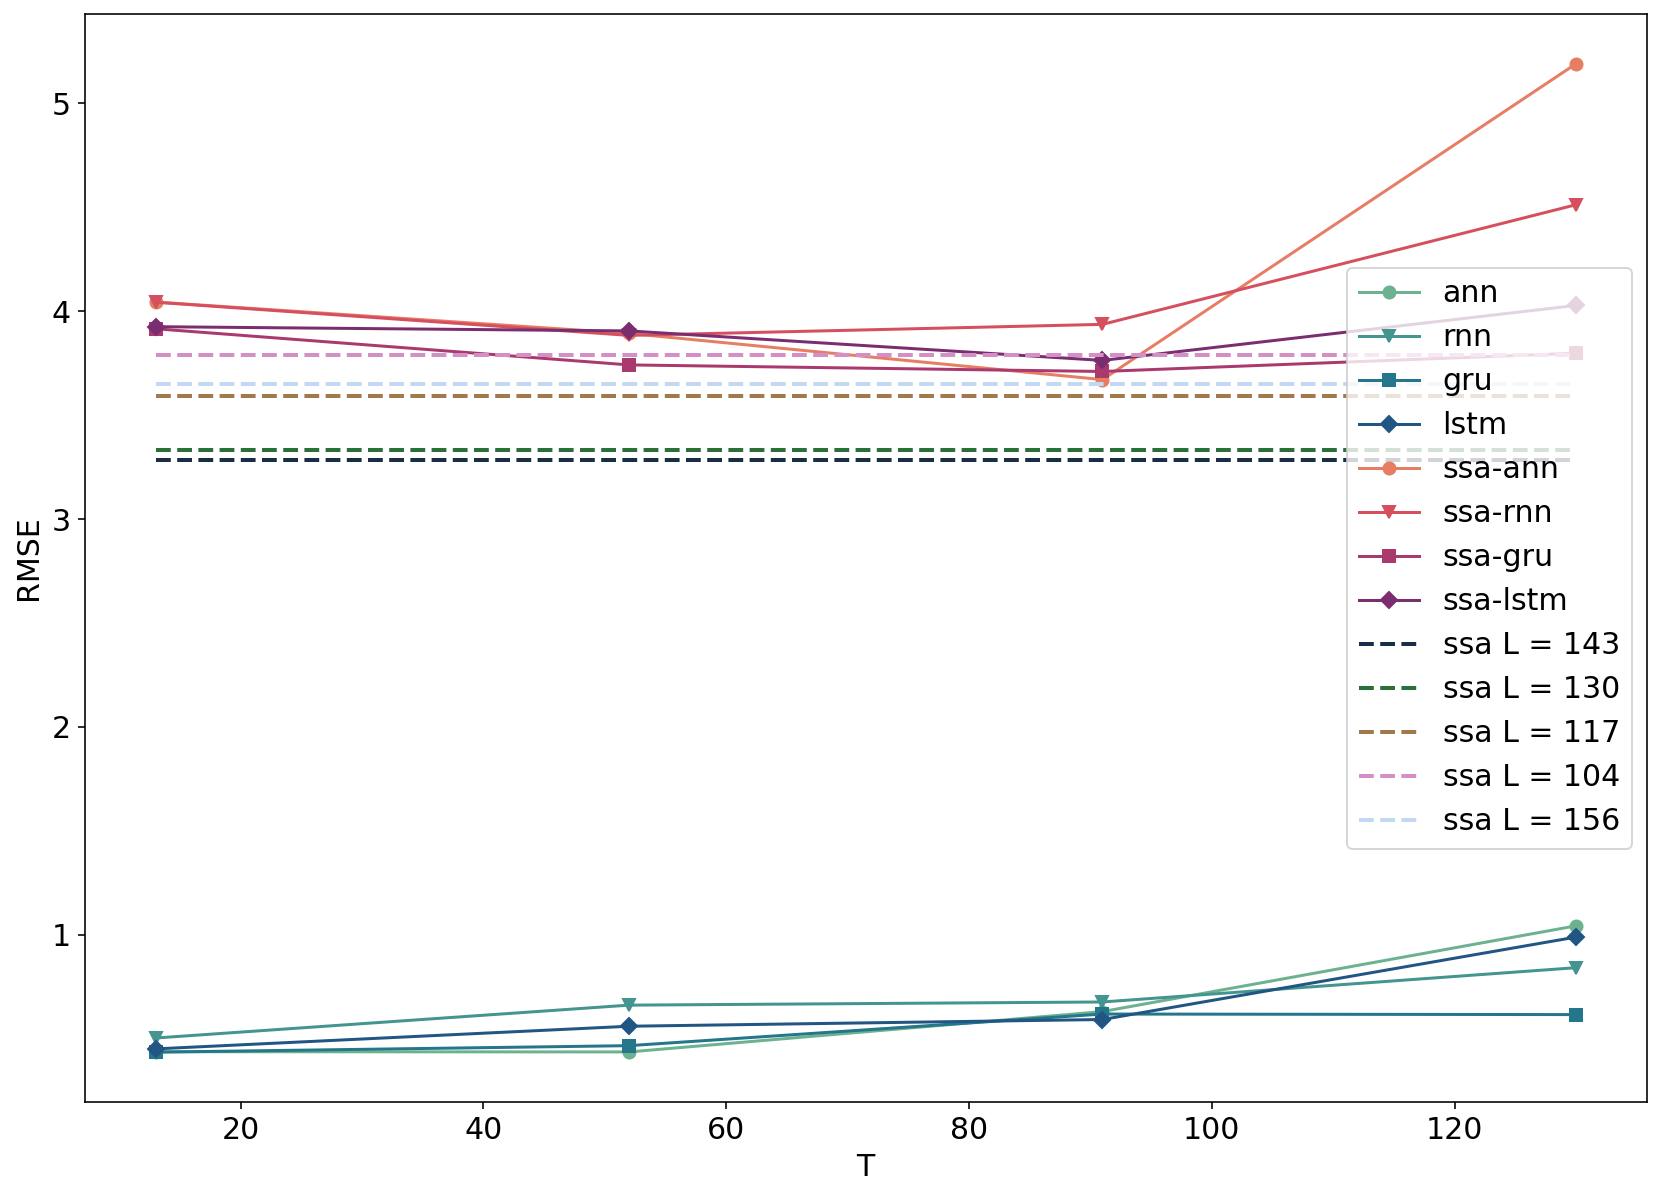 5
4
3
2
1
RMSE
20
40
60
80
100
120
T
ann
rnn
gru
lstm
ssa-ann
ssa-rnn
ssa-gru
ssa-lstm
ssa L = 143
ssa L = 130
ssa L = 117
ssa L = 104
ssa L = 156